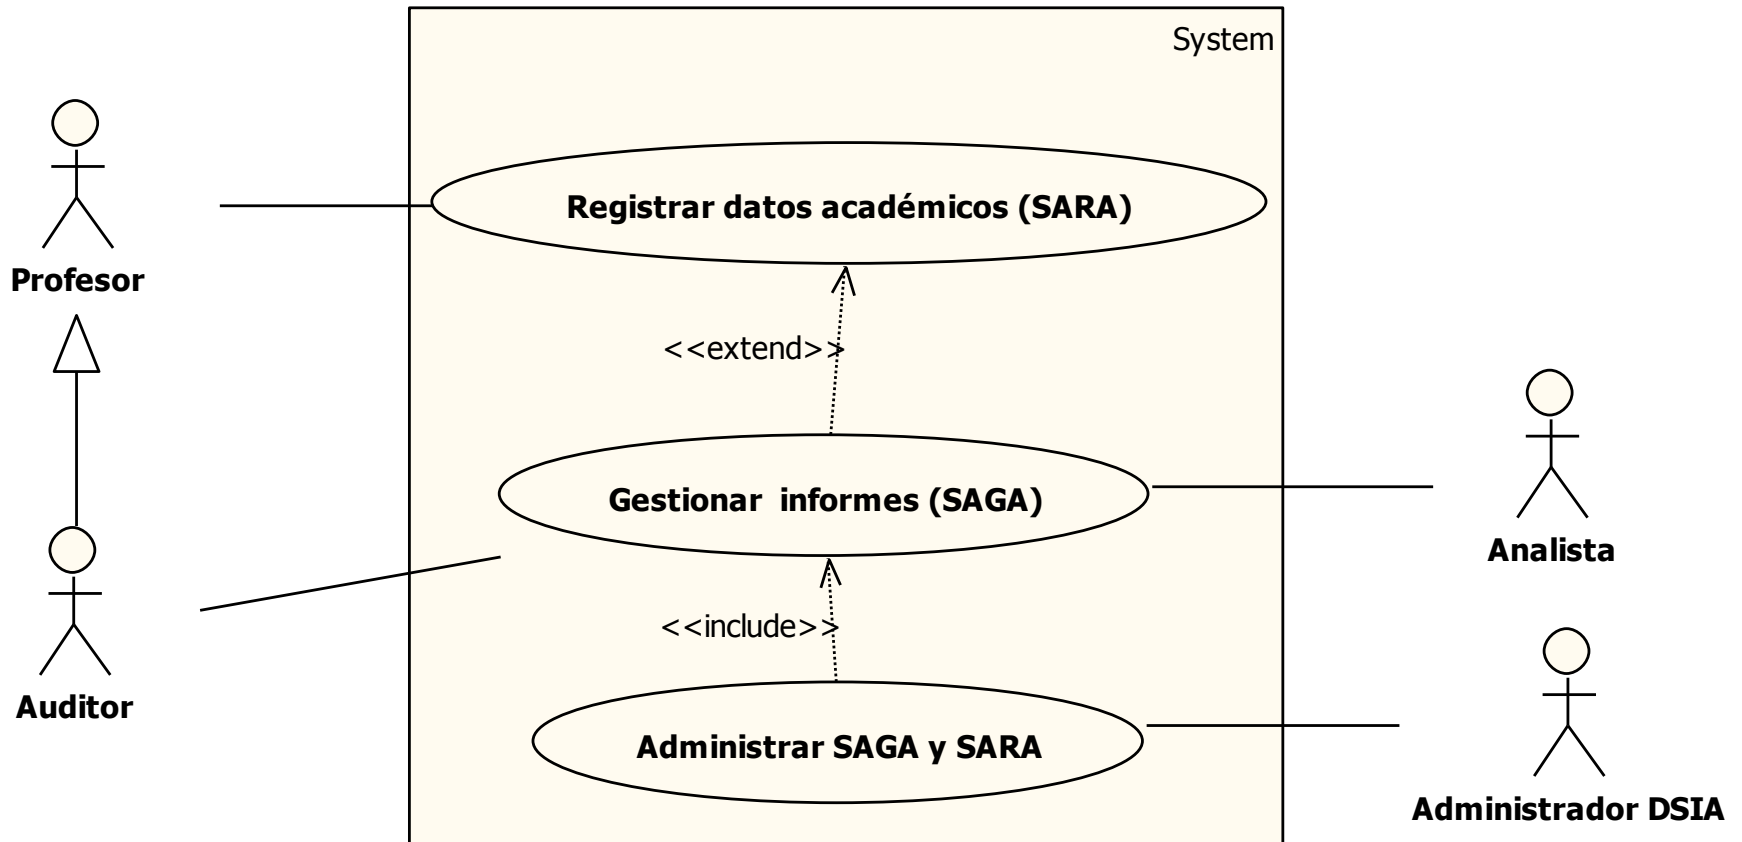 System
Registrar datos académicos (SARA)
Profesor
<<extend>>
Gestionar informes (SAGA)
Analista
<<include>>
Auditor
Administrar SAGA y SARA
Administrador DSIA